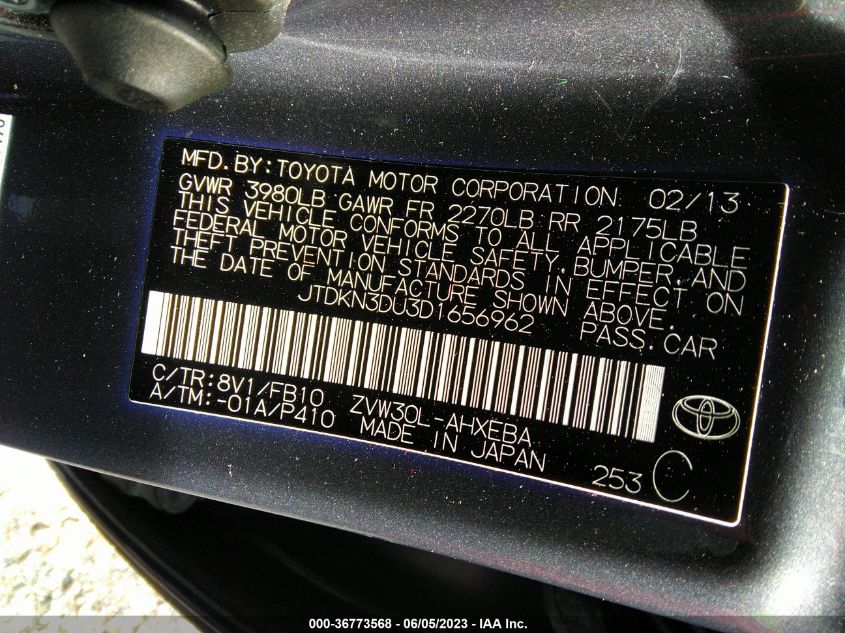 MFD. BY: TOYOTA MOTOR CORPORATION 02/13
GVWR 3980LB GAWR FR 2270LB RR 2175LB
THIS VEHICLE CONFORMS TO ALL APPLICABLE
FEDERAL MOTOR VEHICLE SAFETY, BUMPER, AND
THEFT PREVENTION STANDARDS IN EFFECT ON
THE DATE OF MANUFACTURE SHOWN ABOVE.
JTDKN3DU3D1656962 PASS. CAR
C/TR: 8V1/FB10 ZVW30L-AHXEBA
A/TM: -01A/P410 MADE IN JAPAN
253 C
000-36773568 - 06/05/2023 - IAA Inc.